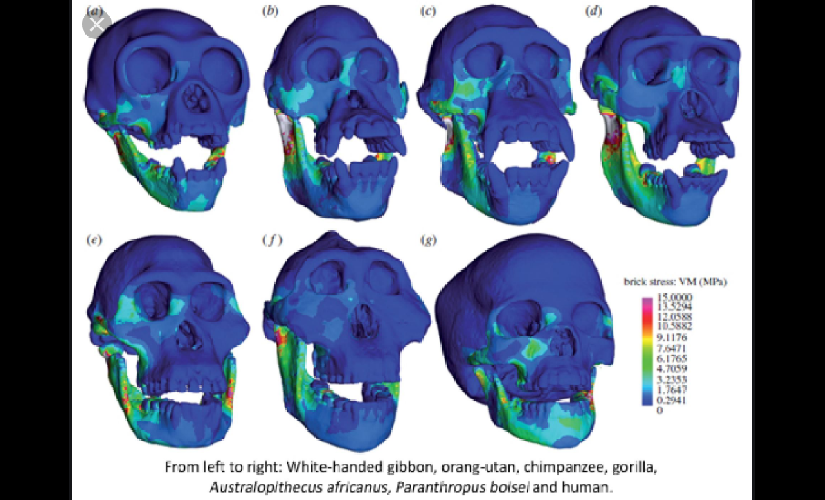 (a)
(b)
(c)
(d)
(e)
(f)
(g)
brick stress: VM (MPa)
15.0000
13.5294
12.0588
10.5882
9.1176
7.6471
6.1765
4.7059
3.2353
1.7647
0.2941
0
From left to right: White-handed gibbon, orang-utan, chimpanzee, gorilla,
Australopithecus africanus, Paranthropus boisei and human.